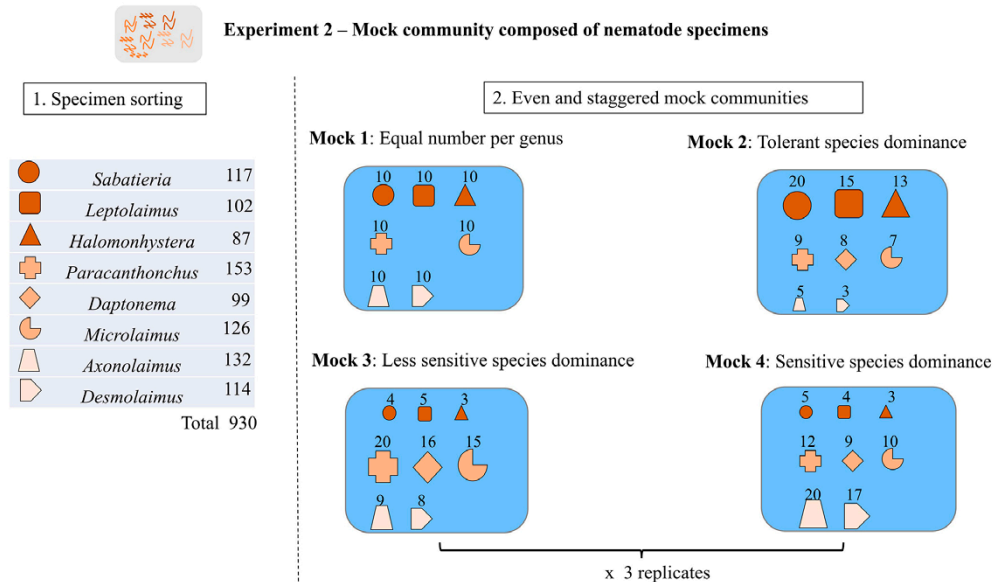 Experiment 2 – Mock community composed of nematode specimens
1. Specimen sorting
Sabatieria 117
Leptolaimus 102
Halomonhystera 87
Paracanthonchus 153
Daptonema 99
Microlaimus 126
Axonolaimus 132
Desmolaimus 114
Total 930
2. Even and staggered mock communities
Mock 1: Equal number per genus
10 10 10
10 10
10 10
Mock 2: Tolerant species dominance
20 15 13
9 8 7
5 3
Mock 3: Less sensitive species dominance
4 5 3
20 16 15
9 8
Mock 4: Sensitive species dominance
5 4 3
12 9 10
20 17
x 3 replicates